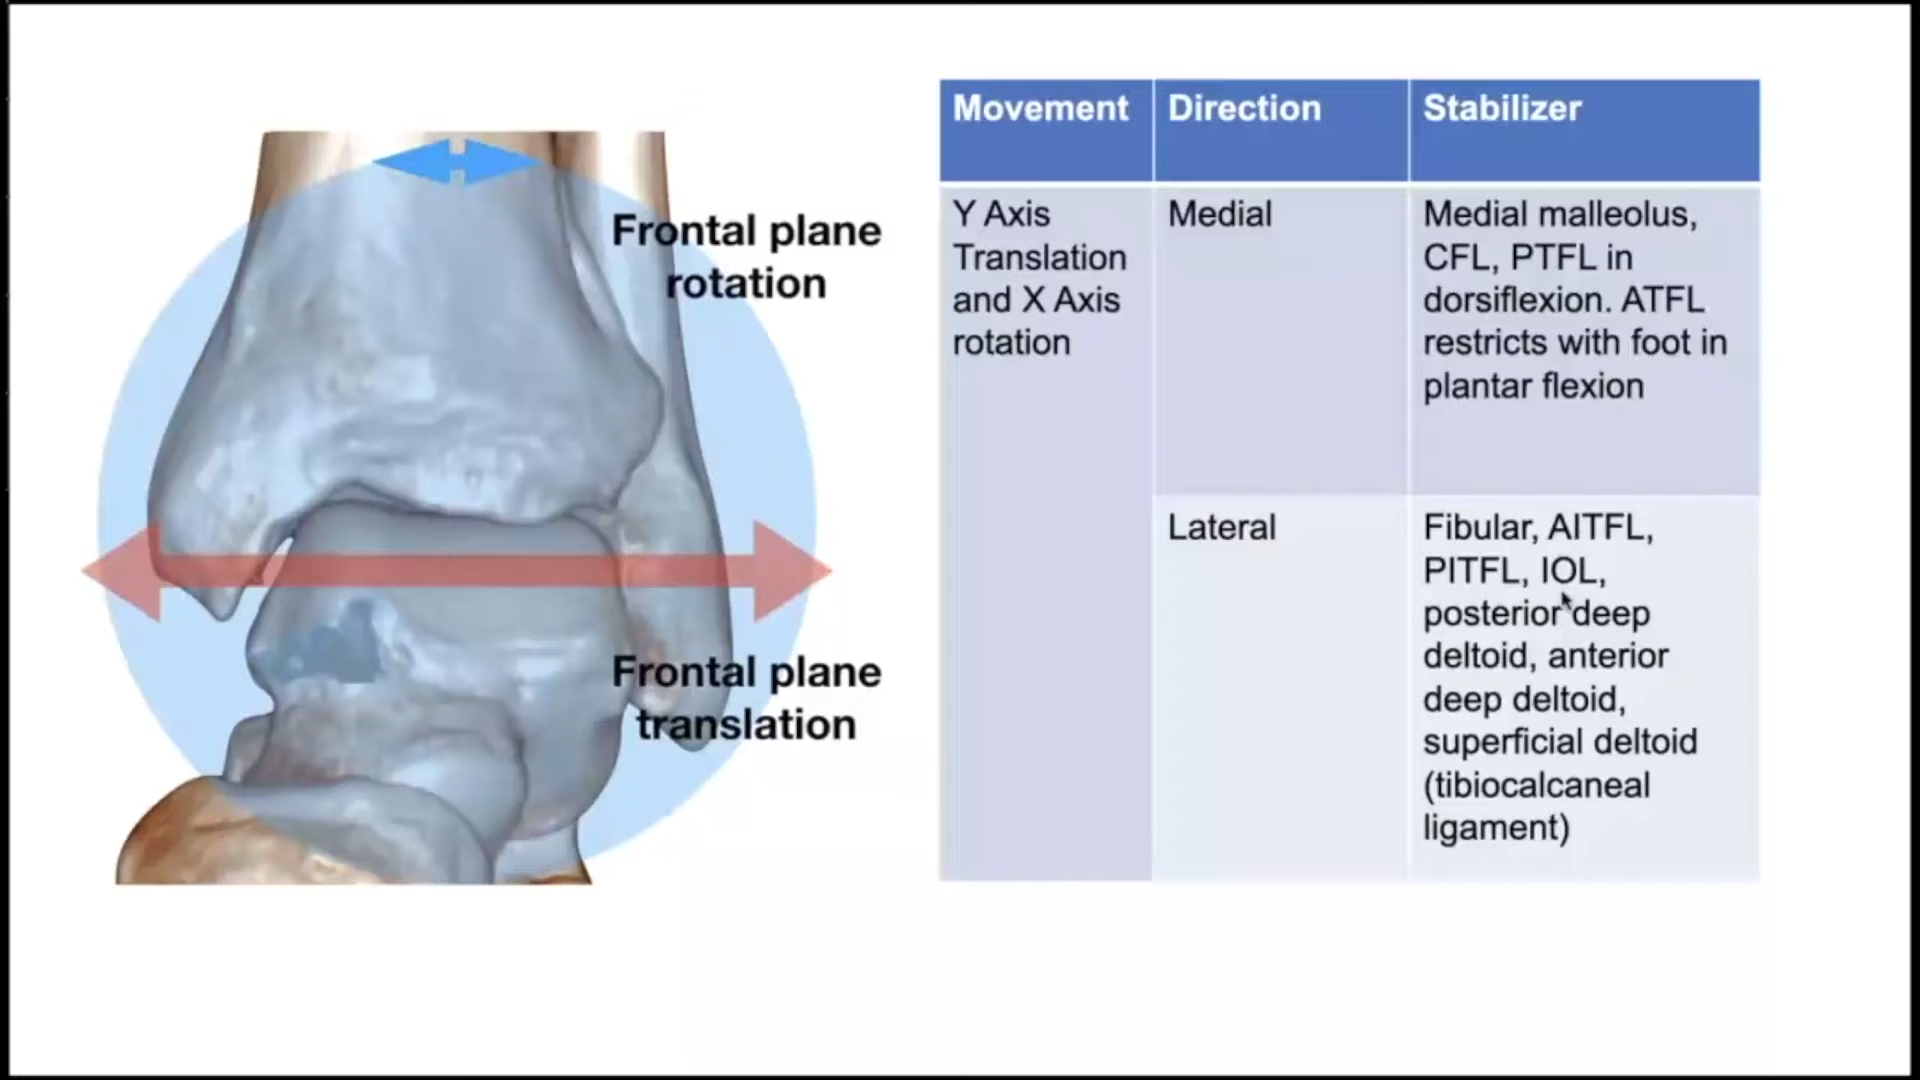 Frontal plane
rotation
Frontal plane
translation
Movement Direction Stabilizer
Y Axis
Translation
and X Axis
rotation
Medial
Medial malleolus,
CFL, PTFL in
dorsiflexion. ATFL
restricts with foot in
plantar flexion
Lateral
Fibular, AITFL,
PITFL, IOL,
posterior deep
deltoid, anterior
deep deltoid,
superficial deltoid
(tibiocalcaneal
ligament)